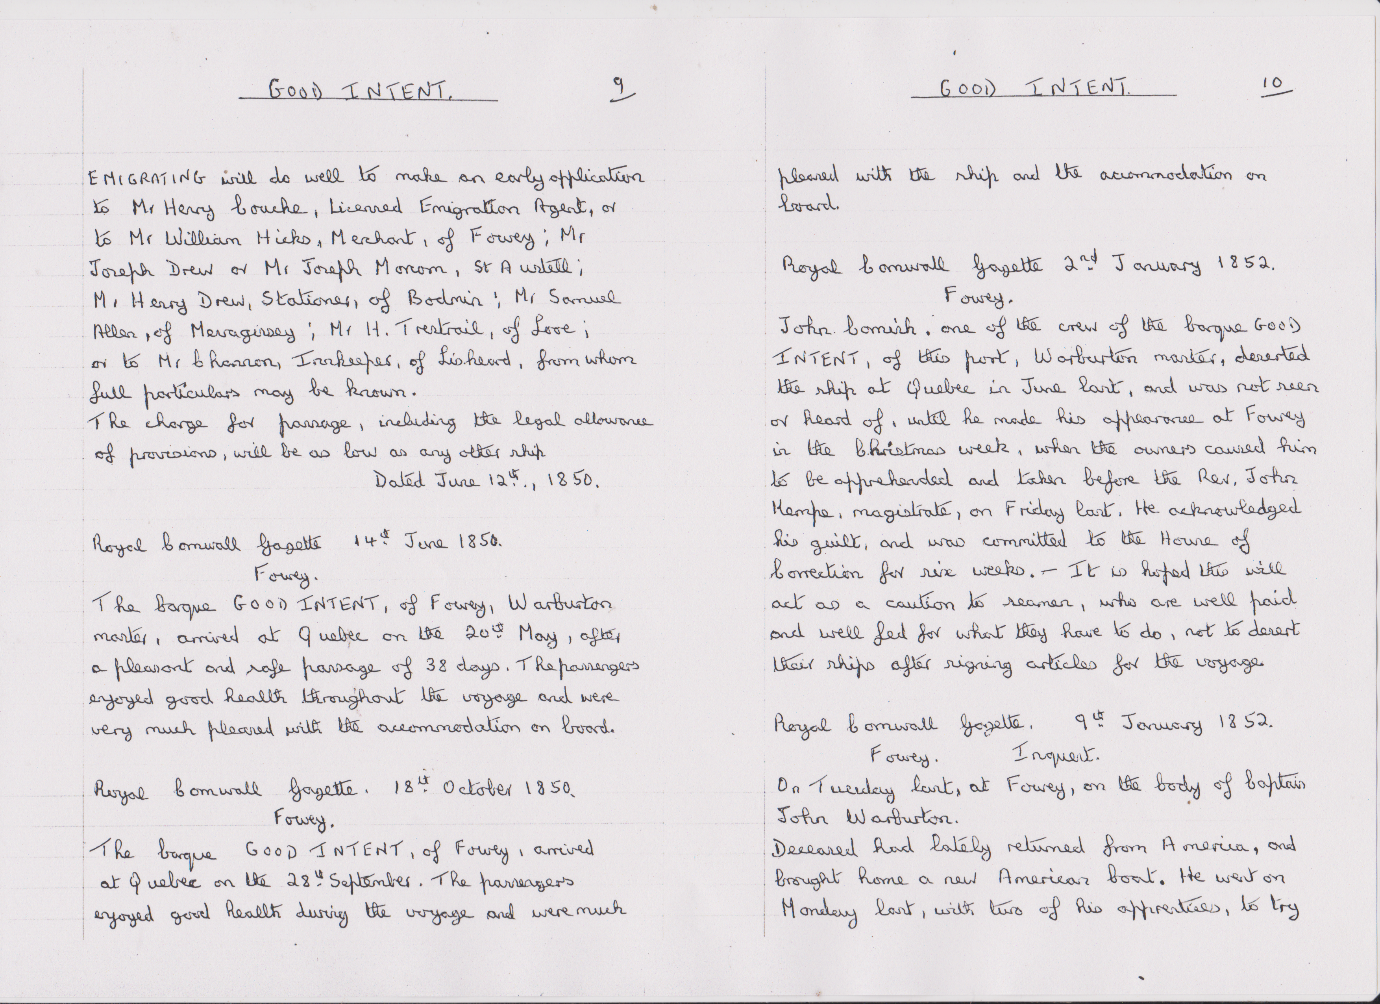 GOOD INTENT. 9
EMIGRATING will do well to make an early application
to Mr Henry Couche, Licensed Emigration Agent, or
to Mr William Hicks, Merchant, of Fowey; Mr
Joseph Drew or Mr Joseph Monom, St Austell;
Mr Henry Drew, Stationer, of Bodmin; Mr Samuel
Allen, of Mevagissey; Mr H. Trestrail, of Looe;
or to Mr Channon, Innkeeper, of Liskeard, from whom
full particulars may be known.
The charge for passage, including the legal allowance
of provisions, will be as low as any other ship
Dated June 12th., 1850.
Royal Cornwall Gazette 14th June 1850.
Fowey.
The barque GOOD INTENT, of Fowey, Warburton
master, arrived at Quebec on the 20th May, after
a pleasant and safe passage of 38 days. The passengers
enjoyed good health throughout the voyage and were
very much pleased with the accommodation on board.
Royal Cornwall Gazette. 18th October 1850.
Fowey.
The barque GOOD INTENT, of Fowey, arrived
at Quebec on the 28th September. The passengers
enjoyed good health during the voyage and were much
GOOD INTENT. 10
pleased with the ship and the accommodation on
board.
Royal Cornwall Gazette 2nd January 1852.
Fowey.
John Cornish, one of the crew of the barque GOOD
INTENT, of this port, Warburton master, deserted
the ship at Quebec in June last, and was not seen
or heard of, until he made his appearance at Fowey
in the Christmas week, when the owners caused him
to be apprehended and taken before the Rev. John
Kempe, magistrate, on Friday last. He acknowledged
his guilt, and was committed to the House of
Correction for six weeks. — It is hoped this will
act as a caution to seamen, who are well paid
and well fed for what they have to do, not to desert
their ships after signing articles for the voyage
Royal Cornwall Gazette. 9th January 1852.
Fowey. Inquest.
On Tuesday last, at Fowey, on the body of Captain
John Warburton.
Deceased had lately returned from America, and
brought home a new American boat. He went on
Monday last, with two of his apprentices, to try